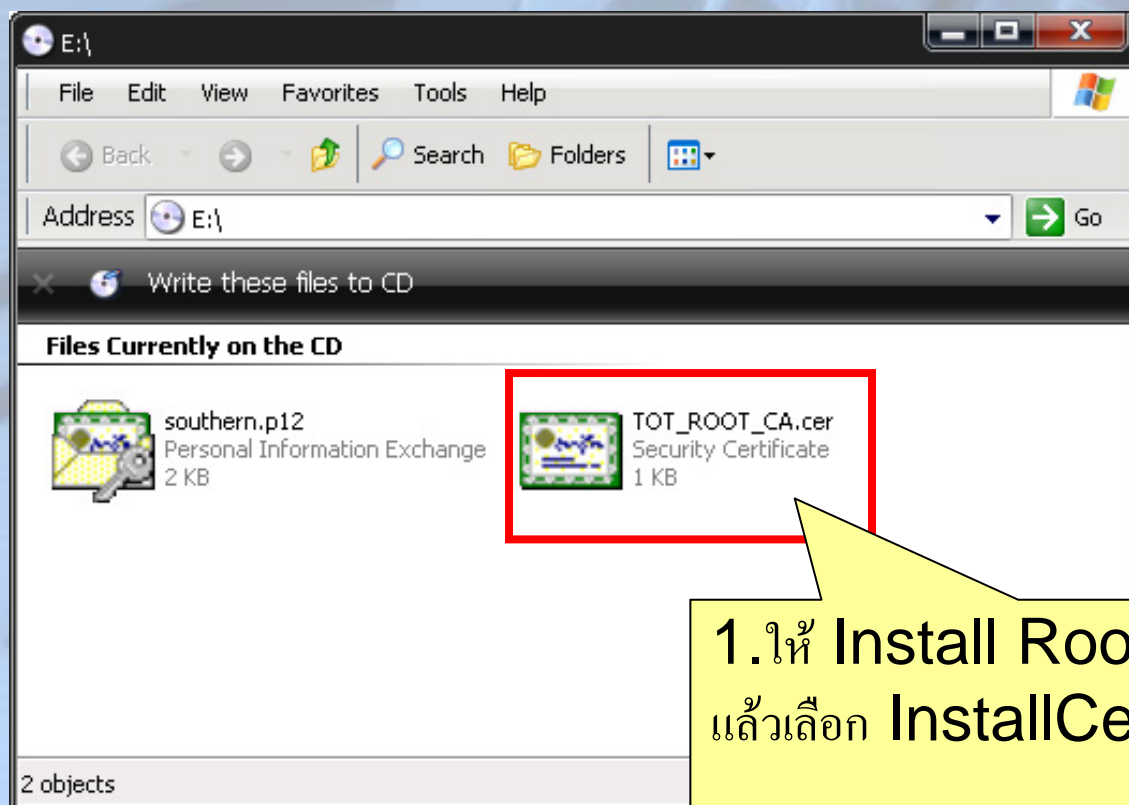 E:\
File Edit View Favorites Tools Help
Back Search Folders
Address E:\ Go
Write these files to CD
Files Currently on the CD
southern.p12
Personal Information Exchange
2 KB
TOT_ROOT_CA.cer
Security Certificate
1 KB
1.ให้ Install Roo
แล้วเลือก InstallCe
2 objects